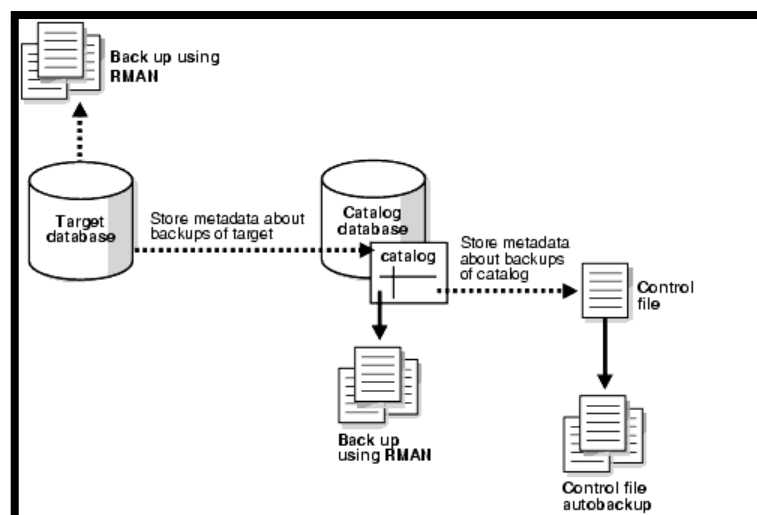 Back up using
RMAN
Target
database
Store metadata about
backups of target
Catalog
database
catalog
Store metadata
about backups
of catalog
Control
file
Back up
using RMAN
Control file
autobackup